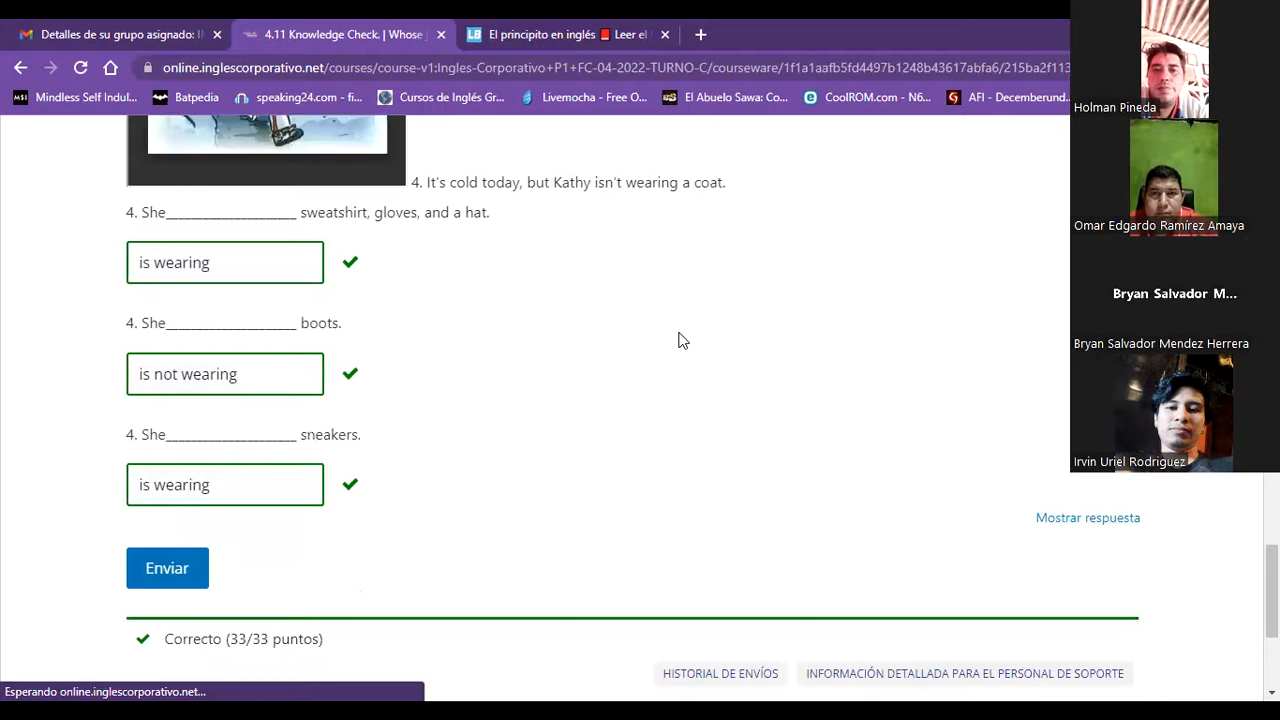 Detalles de su grupo asignado: I
4.11 Knowledge Check. | Whose
El principito en inglés 📕 Leer el
online.inglescorporativo.net/courses/course-v1:Ingles-Corporativo+P1+FC-04-2022-TURNO-C/courseware/1f1a1aafb5fd4497b1248b43617abfa6/215ba2f113
Mindless Self Indul...
Batpedia
speaking24.com - fi...
Cursos de Inglés Gr...
Livemocha - Free O...
El Abuelo Sawa: Co...
CoolROM.com - N6...
AFI - Decemberund...
Holman Pineda
Omar Edgardo Ramírez Amaya
Bryan Salvador M...
Bryan Salvador Mendez Herrera
Irvin Uriel Rodriguez
4. It's cold today, but Kathy isn't wearing a coat.
4. She____________________ sweatshirt, gloves, and a hat.
is wearing
4. She____________________ boots.
is not wearing
4. She____________________ sneakers.
is wearing
Mostrar respuesta
Enviar
Correcto (33/33 puntos)
HISTORIAL DE ENVÍOS
INFORMACIÓN DETALLADA PARA EL PERSONAL DE SOPORTE
Esperando online.inglescorporativo.net...